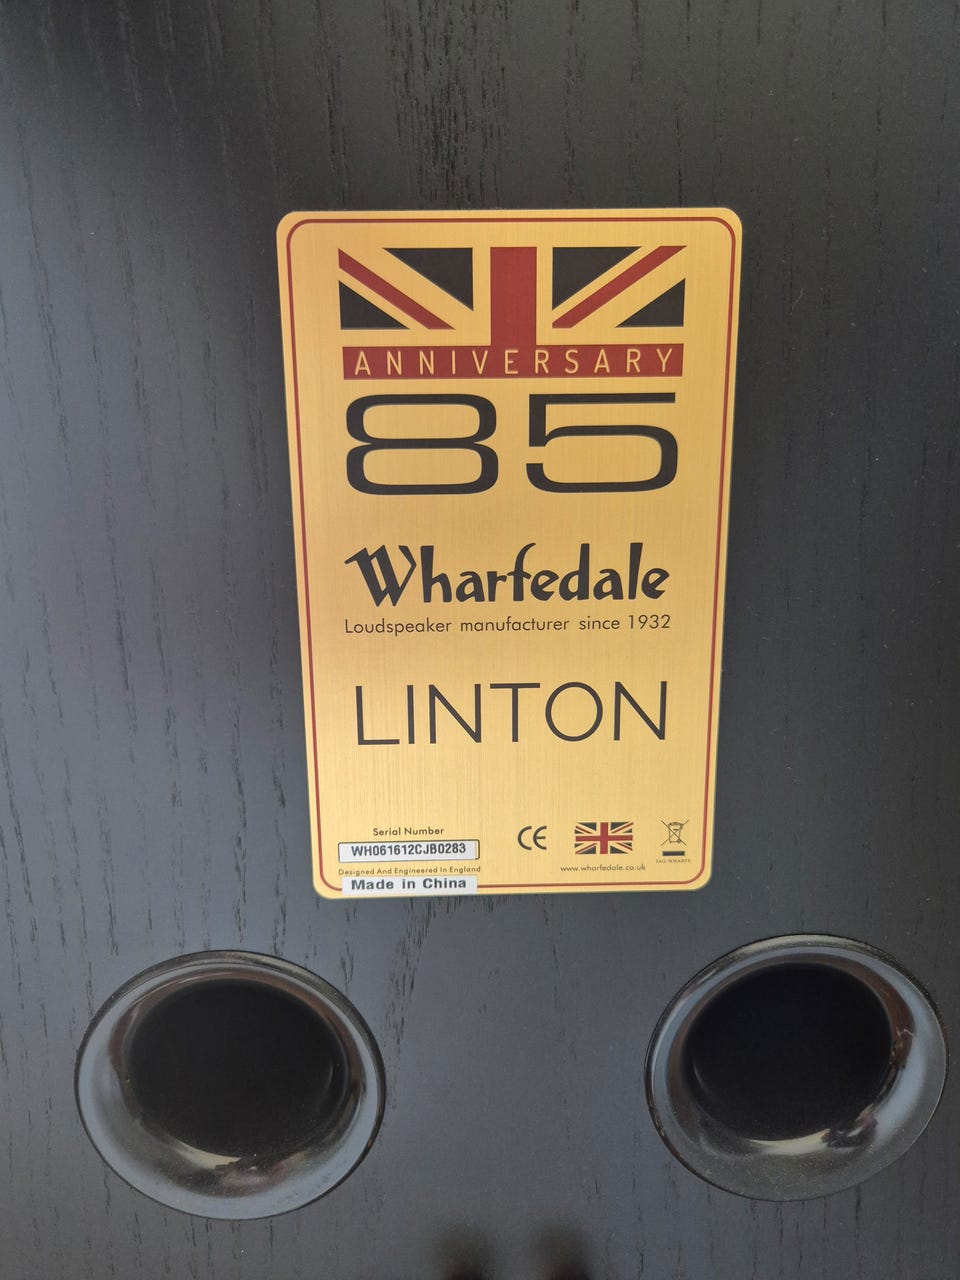 ANNIVERSARY
85
Wharfedale
Loudspeaker manufacturer since 1932
LINTON
Serial Number
WH061612CJB0283
Designed And Engineered In England
Made in China
CE
www.wharfedale.co.uk